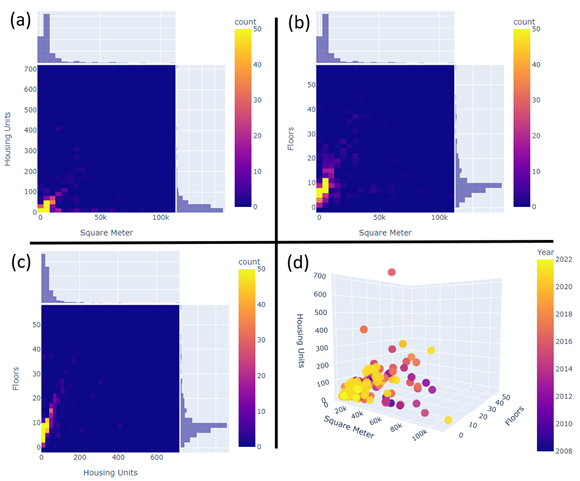 (a)
count
50
40
30
20
10
0
700
600
500
400
300
200
100
0
Housing Units
0
50k
100k
Square Meter
(b)
count
50
40
30
20
10
0
50
40
30
20
10
0
Floors
0
50k
100k
Square Meter
(c)
count
50
40
30
20
10
0
50
40
30
20
10
0
Floors
0
200
400
600
Housing Units
(d)
Year
2022
2020
2018
2016
2014
2012
2010
2008
700
600
500
400
300
200
100
0
Housing Units
0
20k
40k
60k
80k
100k
Square Meter
0
10
20
30
40
50
Floors